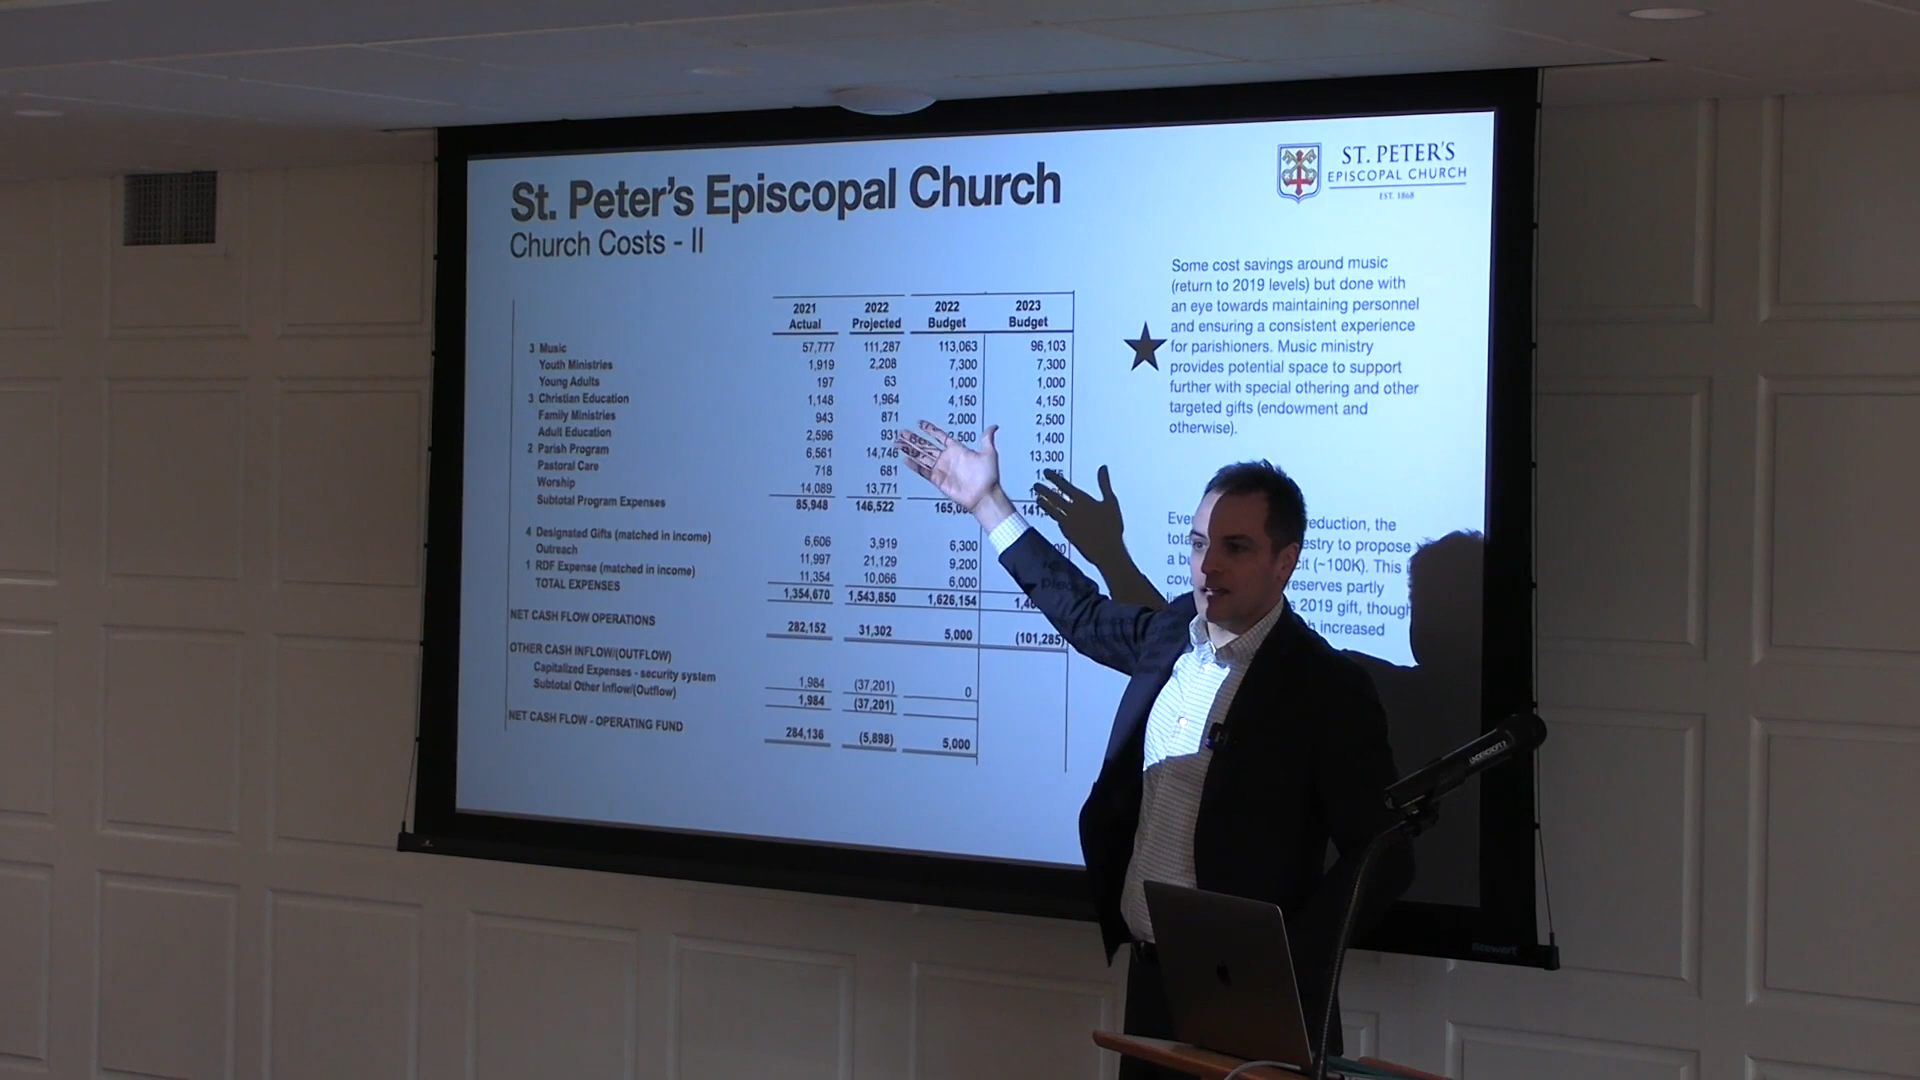 St. Peter's Episcopal Church
Church Costs - II
ST. PETER'S
EPISCOPAL CHURCH
EST. 1868
2021 Actual 2022 Projected 2022 Budget 2023 Budget
3 Music 57,777 111,287 113,063 96,103
Youth Ministries 1,919 2,208 7,300 7,300
Young Adults 197 63 1,000 1,000
3 Christian Education 1,148 1,964 4,150 4,150
Family Ministries 943 871 2,000 2,500
Adult Education 2,596 931 2,500 1,400
2 Parish Program 6,561 14,746 13,300
Pastoral Care 718 681
Worship 14,089 13,771
Subtotal Program Expenses 85,948 146,522
4 Designated Gifts (matched in income) 6,606 3,919 6,300
Outreach 11,997 21,129 9,200
1 RDF Expense (matched in income) 11,354 10,066 6,000
TOTAL EXPENSES 1,354,670 1,543,850 1,626,154
NET CASH FLOW OPERATIONS 282,152 31,302 5,000 (101,285)
OTHER CASH INFLOW/(OUTFLOW)
Capitalized Expenses - security system 1,984 (37,201) 0
Subtotal Other Inflow/(Outflow) 1,984 (37,201)
NET CASH FLOW - OPERATING FUND 284,136 (5,898) 5,000
Some cost savings around music
(return to 2019 levels) but done with
an eye towards maintaining personnel
and ensuring a consistent experience
for parishioners. Music ministry
provides potential space to support
further with special othering and other
targeted gifts (endowment and
otherwise).
reduction, the
to propose
a (~100K). This
reserves partly
2019 gift, though
increased
Stewart